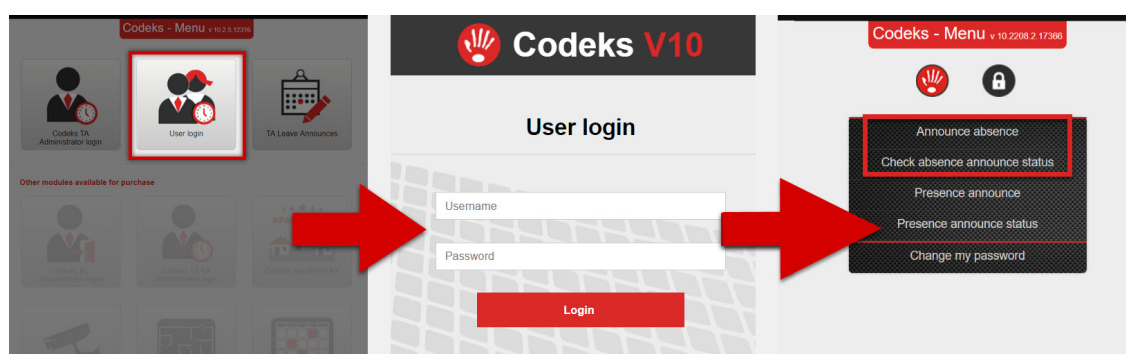 Codeks - Menu v 10.2.5.12316
Codeks TA
Administrator login
User login
TA Leave Announces
Other modules available for purchase
Codeks V10
User login
Username
Password
Login
Codeks - Menu v 10.2208.2.17366
Announce absence
Check absence announce status
Presence announce
Presence announce status
Change my password